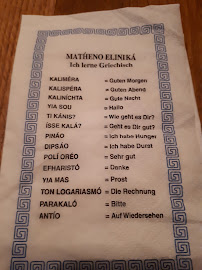 MATHENO ELINIKÁ
Ich lerne Griechisch
KALIMÉRA = Guten Morgen
KALISPÉRA = Guten Abend
KALINÍCHTA = Gute Nacht
YIA SOU = Hallo
TI KÁNIS? = Wie geht es Dir?
ISSE KALÁ? = Geht es Dir gut?
PINÁO = Ich habe Hunger
DIPSÁO = Ich habe Durst
POLÍ OREO = Sehr gut
EFHARISTÓ = Danke
YIA MAS = Prost
TON LOGARIASMÓ = Die Rechnung
PARAKALÓ = Bitte
ANTÍO = Auf Wiedersehen